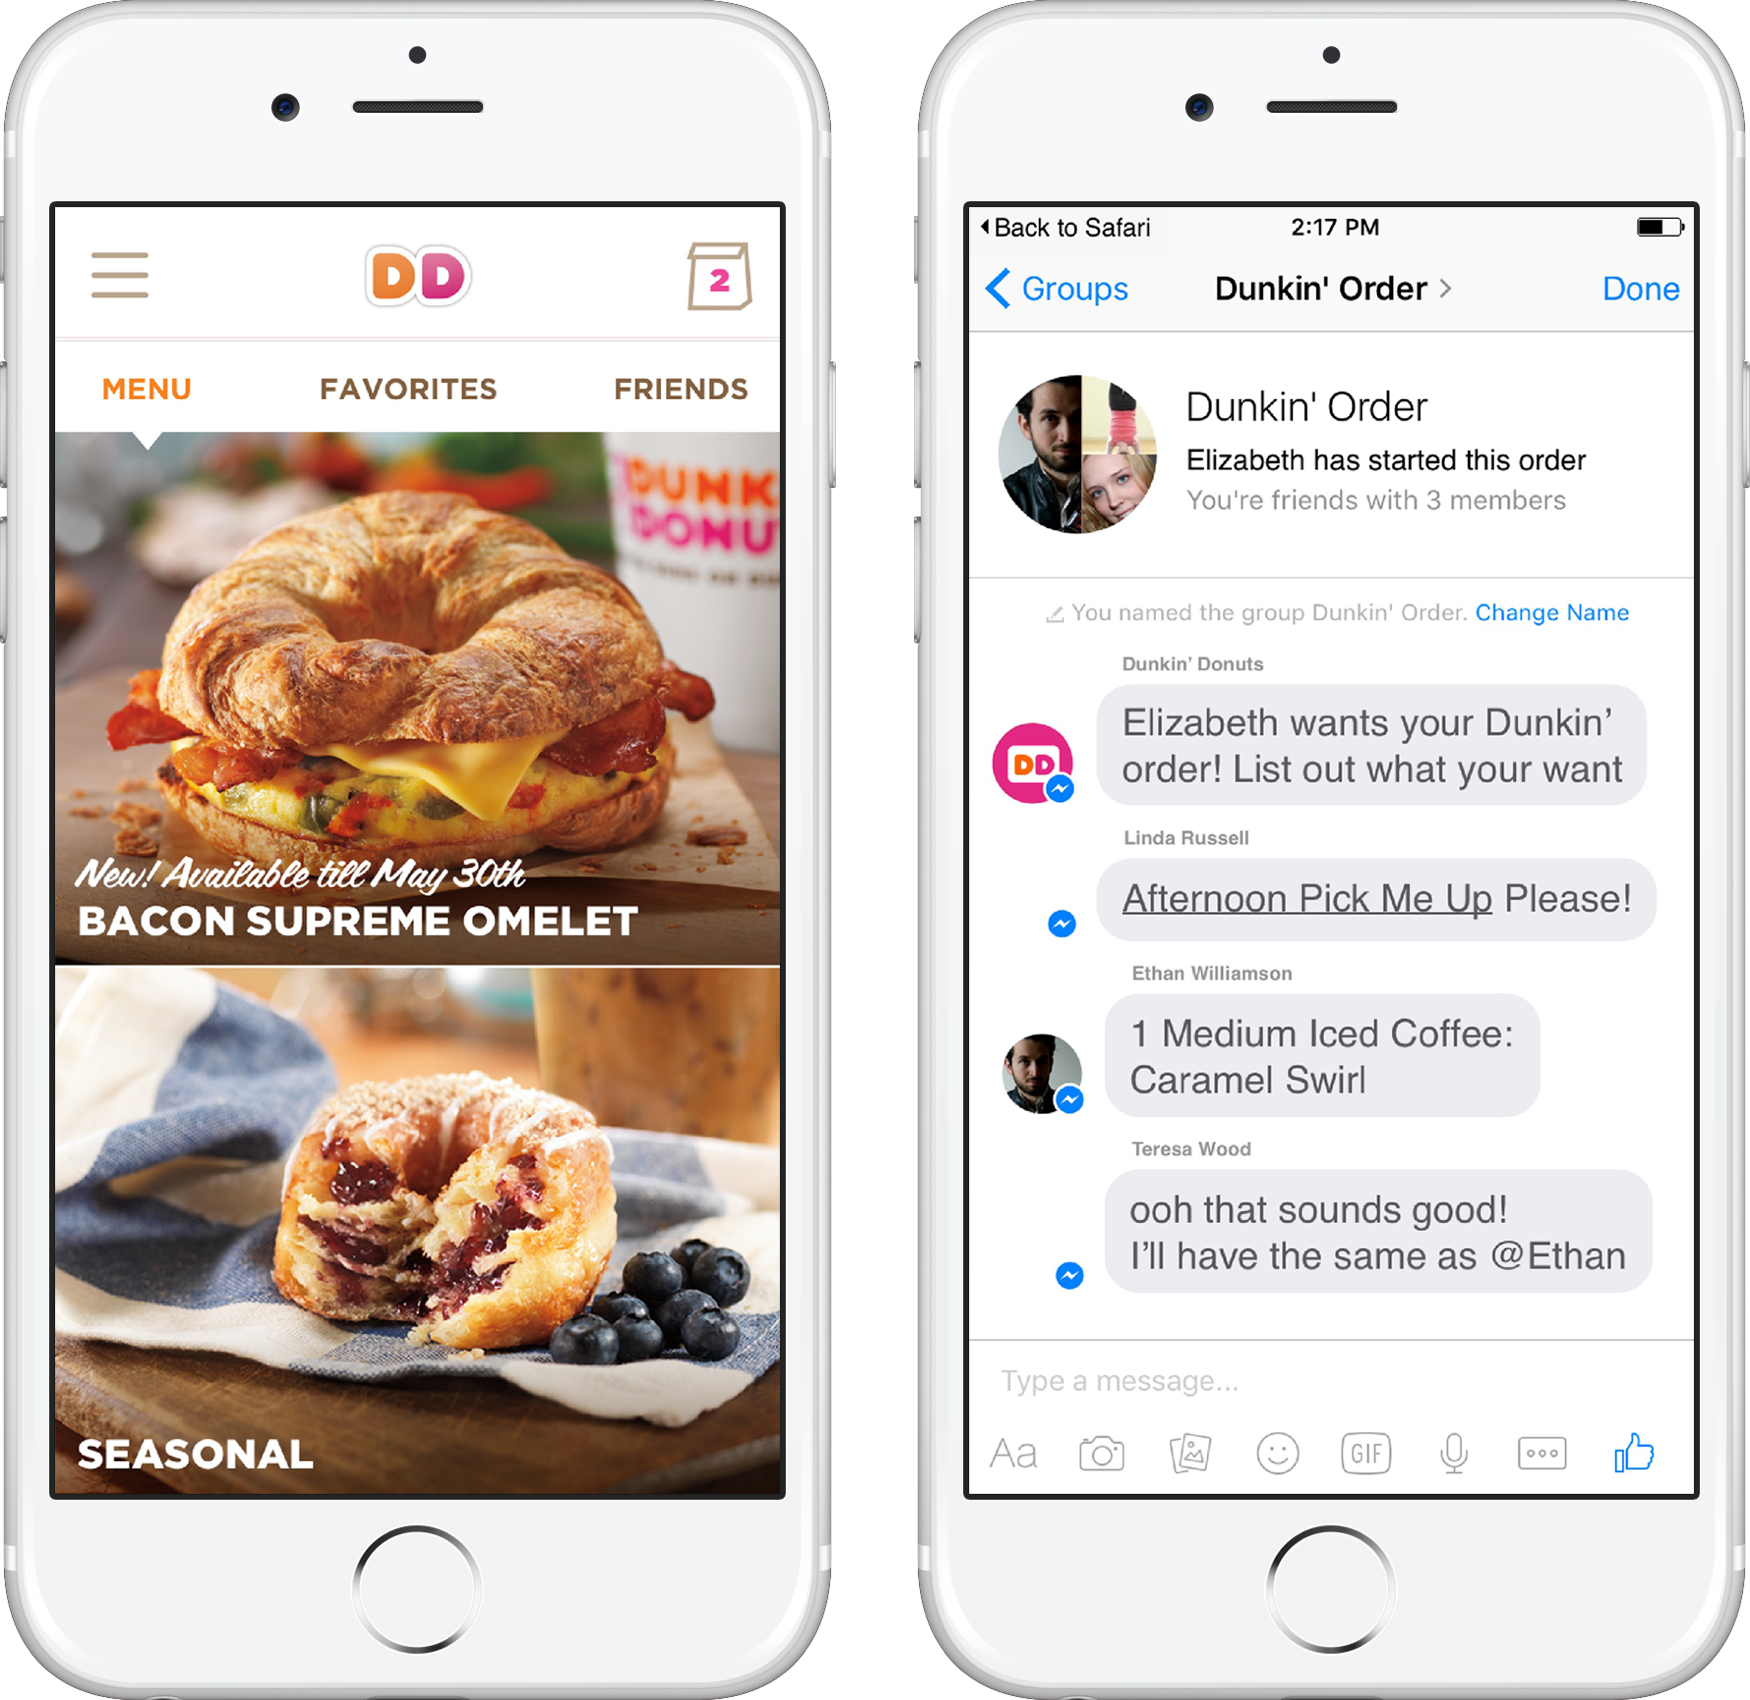 DD
2
MENU
FAVORITES
FRIENDS
DUNK
DONU
New! Available till May 30th
BACON SUPREME OMELET
SEASONAL
Back to Safari
2:17 PM
Groups
Dunkin' Order
Done
Dunkin' Order
Elizabeth has started this order
You're friends with 3 members
You named the group Dunkin' Order. Change Name
Dunkin' Donuts
Elizabeth wants your Dunkin'
order! List out what your want
DD
Linda Russell
Afternoon Pick Me Up Please!
Ethan Williamson
1 Medium Iced Coffee:
Caramel Swirl
Teresa Wood
ooh that sounds good!
I'll have the same as @Ethan
Type a message...
Aa
GIF